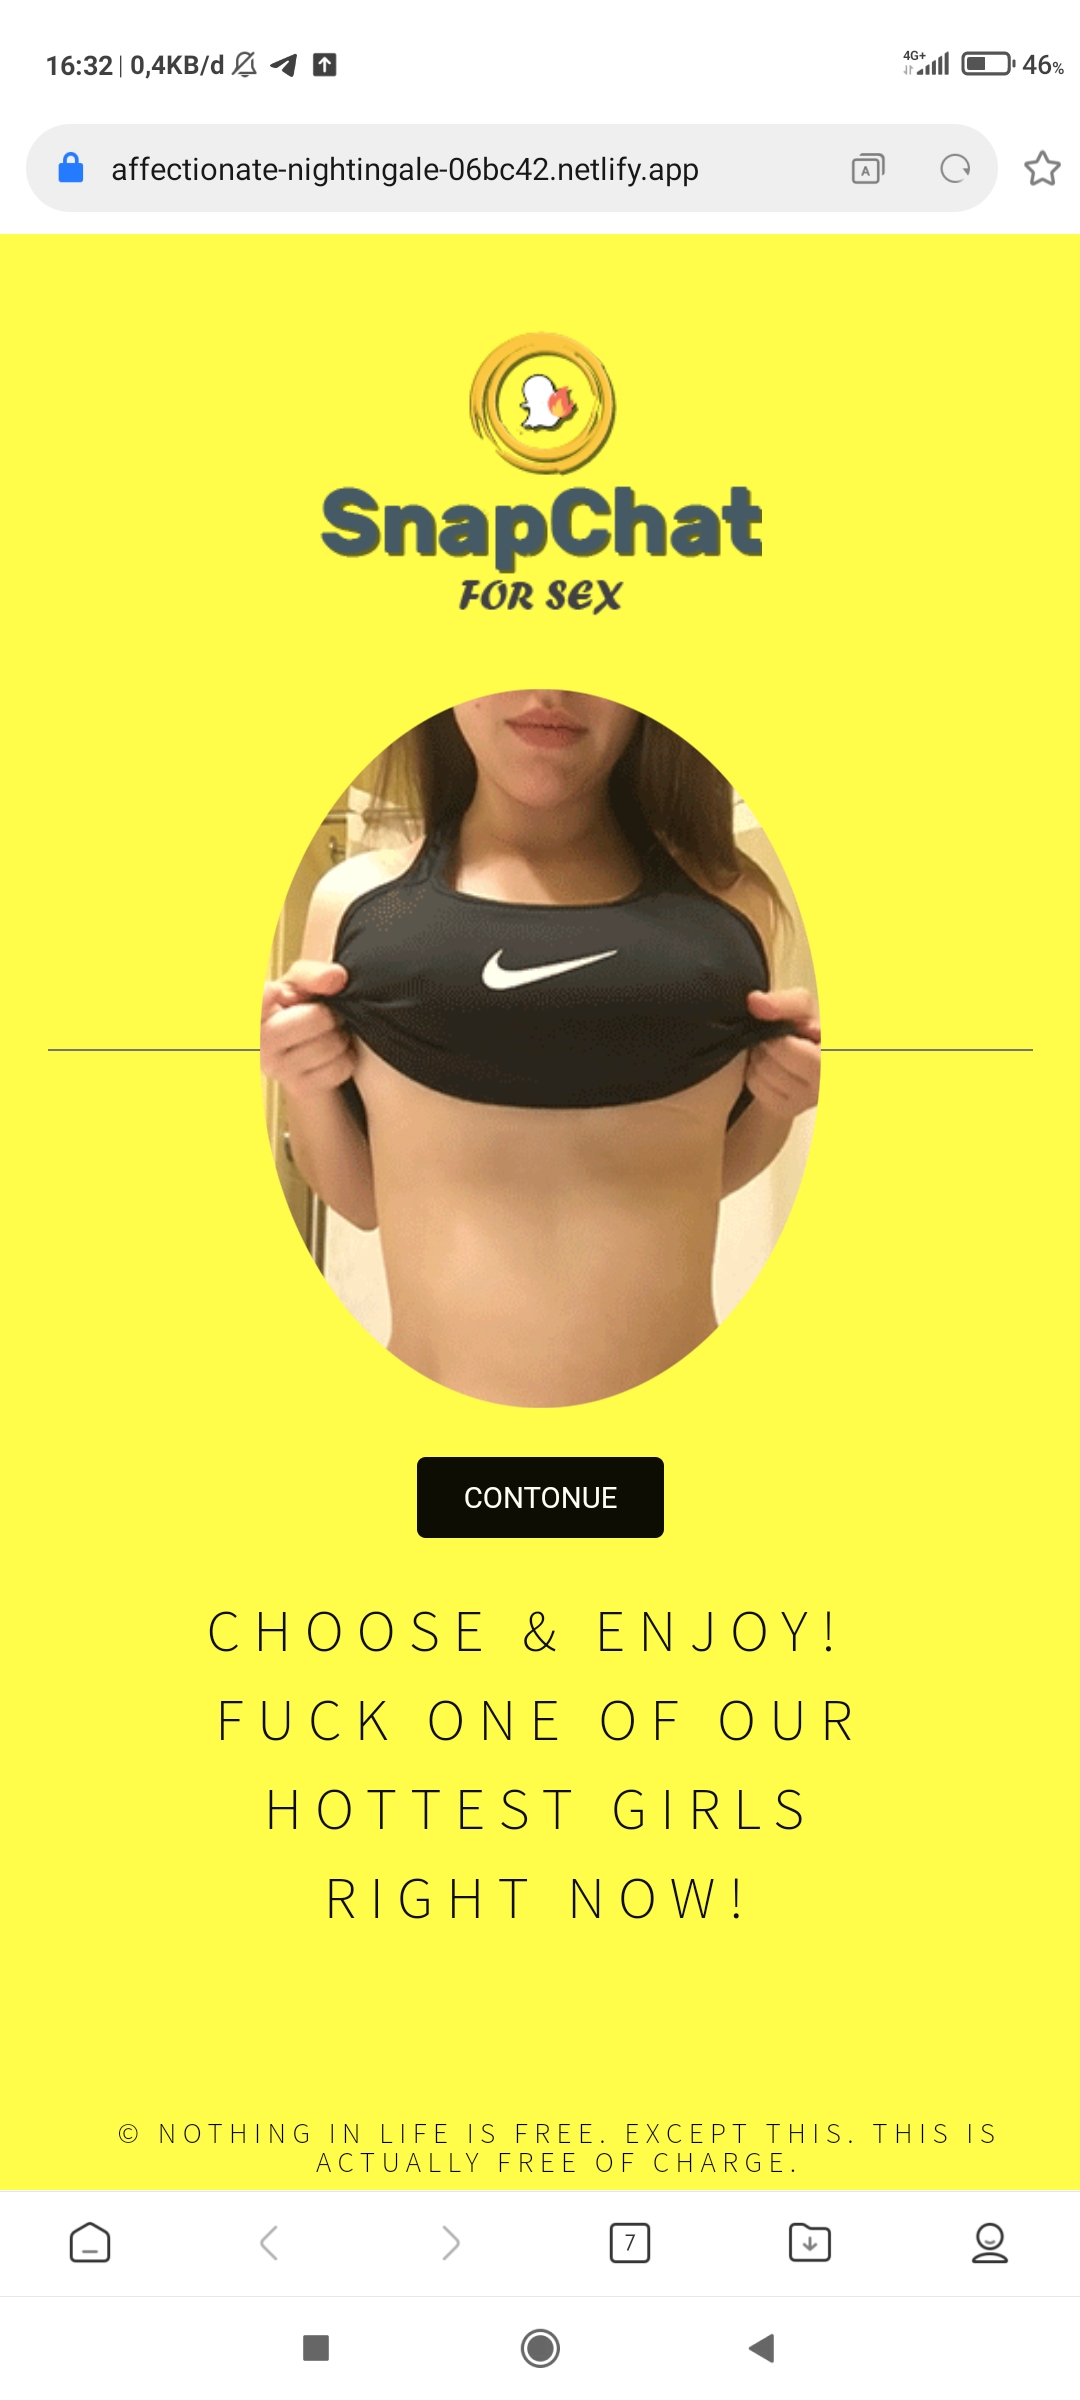 16:32 | 0,4KB/d
4G+ 46%
affectionate-nightingale-06bc42.netlify.app
SnapChat
FOR SEX
CONTONUE
CHOOSE & ENJOY!
FUCK ONE OF OUR
HOTTEST GIRLS
RIGHT NOW!
© NOTHING IN LIFE IS FREE. EXCEPT THIS. THIS IS
ACTUALLY FREE OF CHARGE.
7